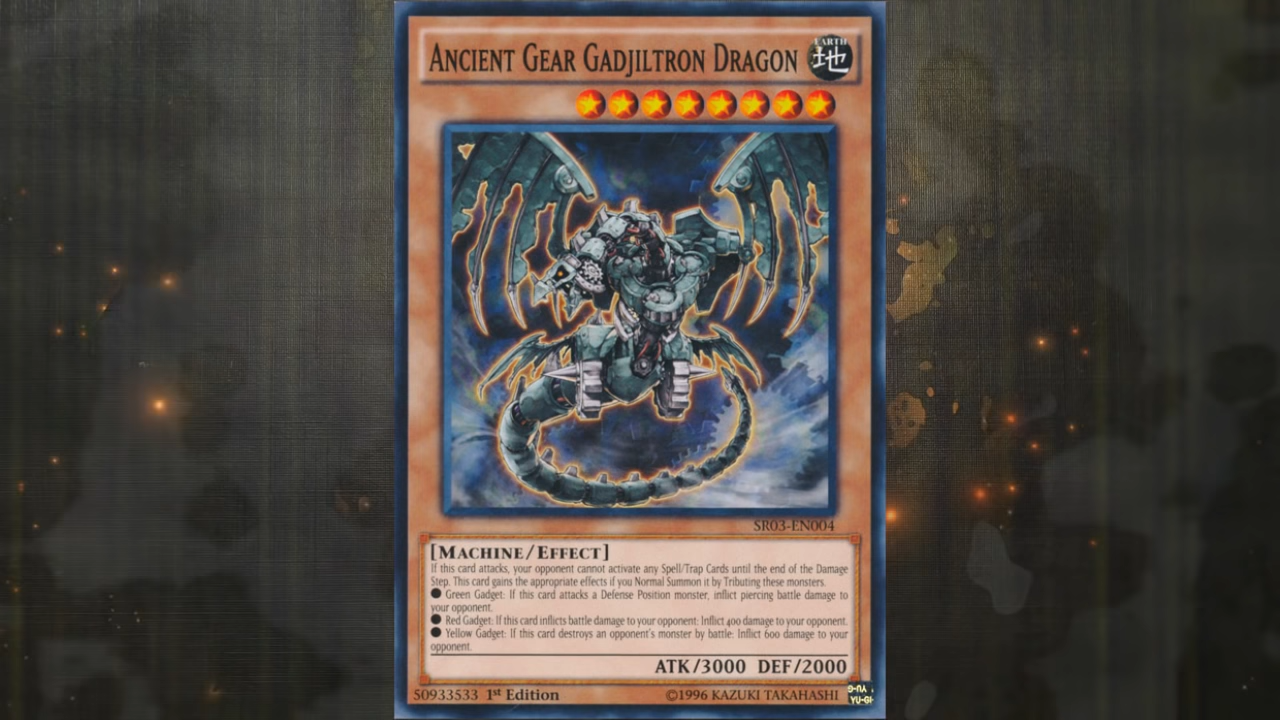 ANCIENT GEAR GADJILTRON DRAGON
EARTH
地
SR03-EN004
[MACHINE/EFFECT]
If this card attacks, your opponent cannot activate any Spell/Trap Cards until the end of the Damage
Step. This card gains the appropriate effects if you Normal Summon it by Tributing these monsters.
● Green Gadget: If this card attacks a Defense Position monster, inflict piercing battle damage to
your opponent.
● Red Gadget: If this card inflicts battle damage to your opponent: Inflict 400 damage to your opponent.
● Yellow Gadget: If this card destroys an opponent's monster by battle: Inflict 600 damage to your
opponent.
ATK/3000 DEF/2000
50933533 1st Edition ©1996 KAZUKI TAKAHASHI